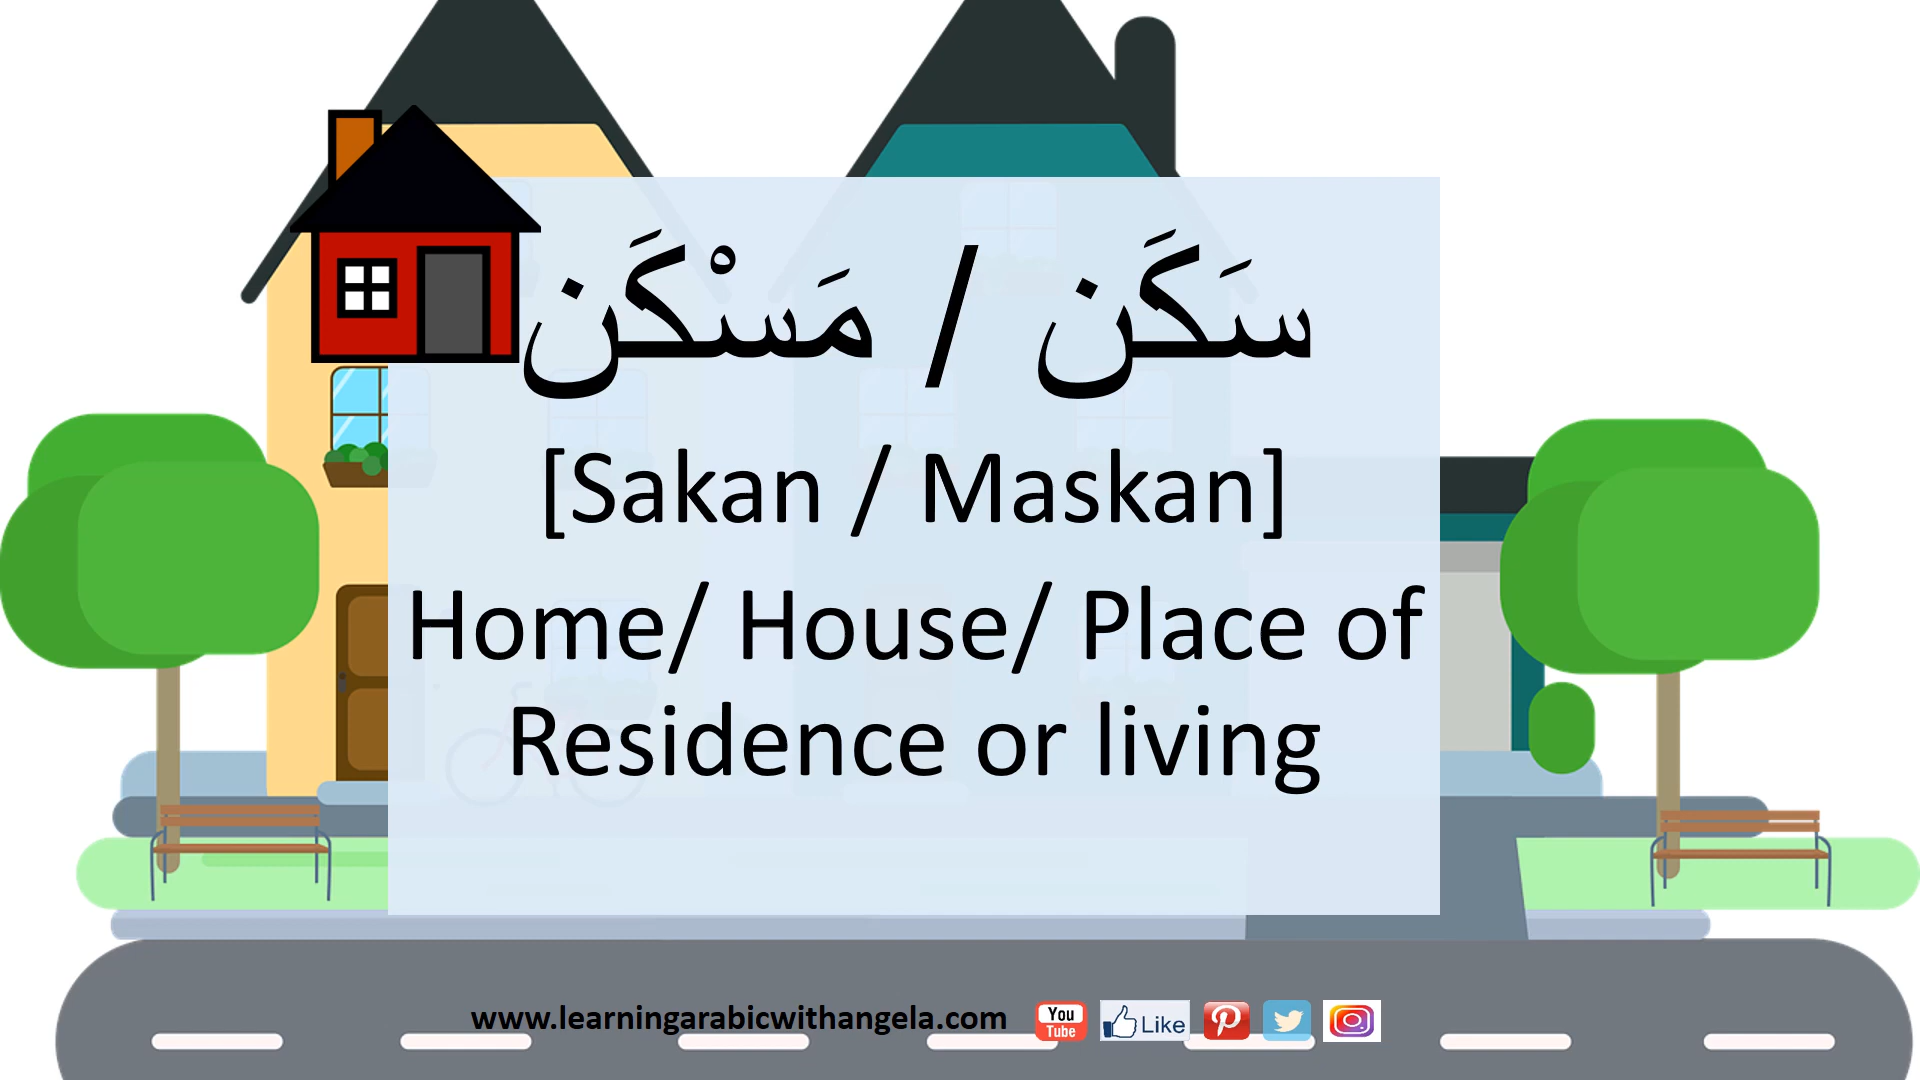 سَكَن / مَسْكَن
[Sakan / Maskan]
Home/ House/ Place of
Residence or living
www.learningarabicwithangela.com You Tube Like